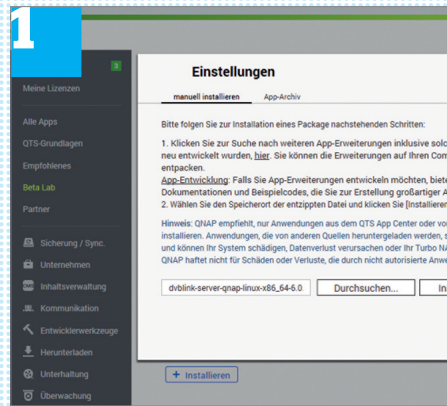 1
3
Meine Lizenzen
Alle Apps
QTS-Grundlagen
Empfohlenes
Beta Lab
Partner
Sicherung / Sync.
Unternehmen
Inhaltsverwaltung
Kommunikation
Entwicklerwerkzeuge
Herunterladen
Unterhaltung
Überwachung
Einstellungen
manuell installieren App-Archiv
Bitte folgen Sie zur Installation eines Package nachstehenden Schritten:
1. Klicken Sie zur Suche nach weiteren App-Erweiterungen inklusive solc
neu entwickelt wurden, hier. Sie können die Erweiterungen auf Ihren Com
entpacken.
App-Entwicklung: Falls Sie App-Erweiterungen entwickeln möchten, biete
Dokumentationen und Beispielcodes, die Sie zur Erstellung großartiger A
2. Wählen Sie den Speicherort der entzippten Datei und klicken Sie [Installieren
Hinweis: QNAP empfiehlt, nur Anwendungen aus dem QTS App Center oder vo
installieren. Anwendungen, die von anderen Quellen heruntergeladen werden, s
und können Ihr System schädigen, Datenverlust verursachen oder Ihr Turbo NA
QNAP haftet nicht für Schäden oder Verluste, die durch nicht autorisierte Anwe
dvblink-server-qnap-linux-x86_64-6.0 Durchsuchen... In
+ Installieren